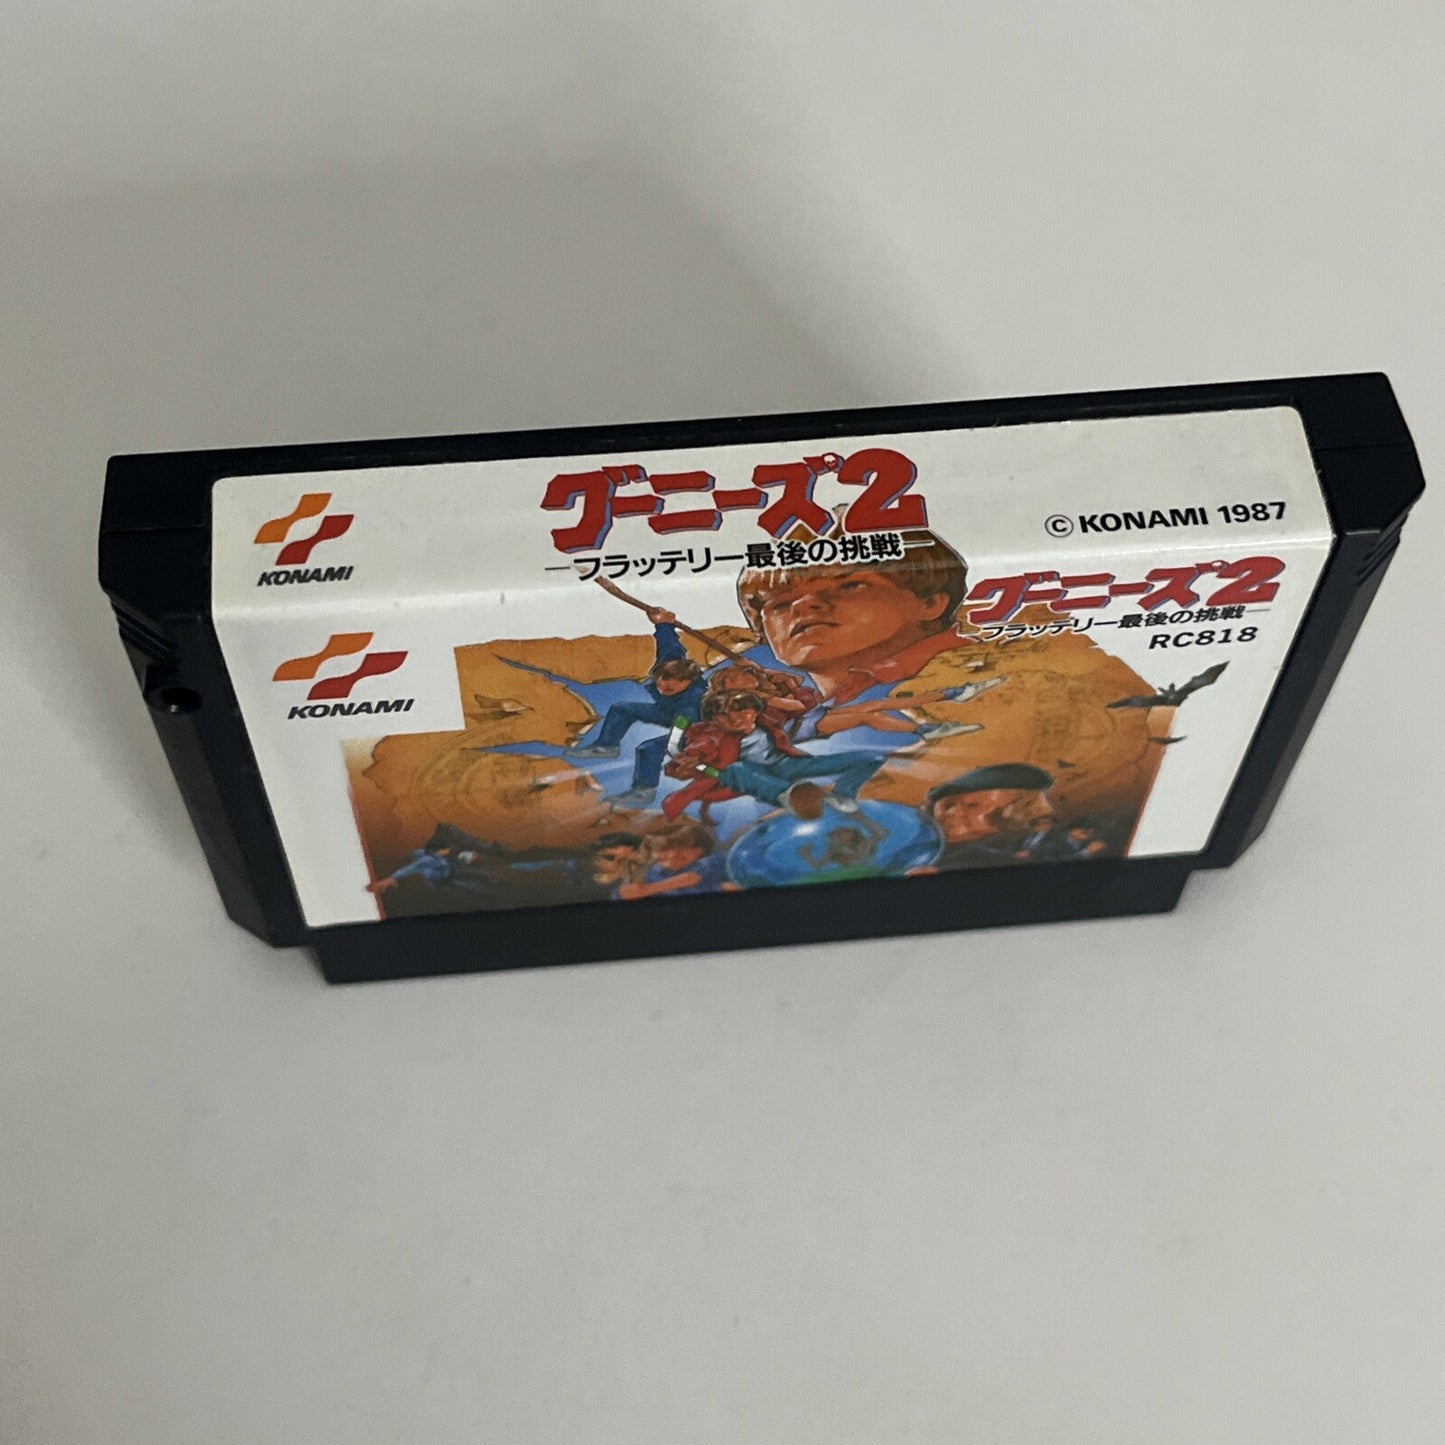 KONAMI
グーニーズ2
－フラッテリー最後の挑戦－
© KONAMI 1987
KONAMI
グーニーズ2
－フラッテリー最後の挑戦－
RC818